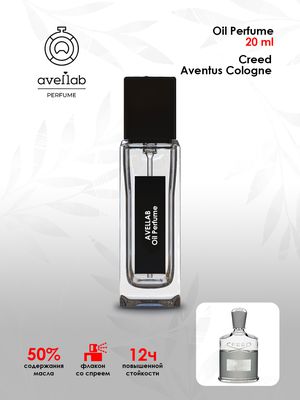 avellab
PERFUME
Oil Perfume
20 ml
Creed
Aventus Cologne
AVELLAB
Oil Perfume
50%
содержания
масла
флакон
со спреем
12ч
повышенной
стойкости
CREED